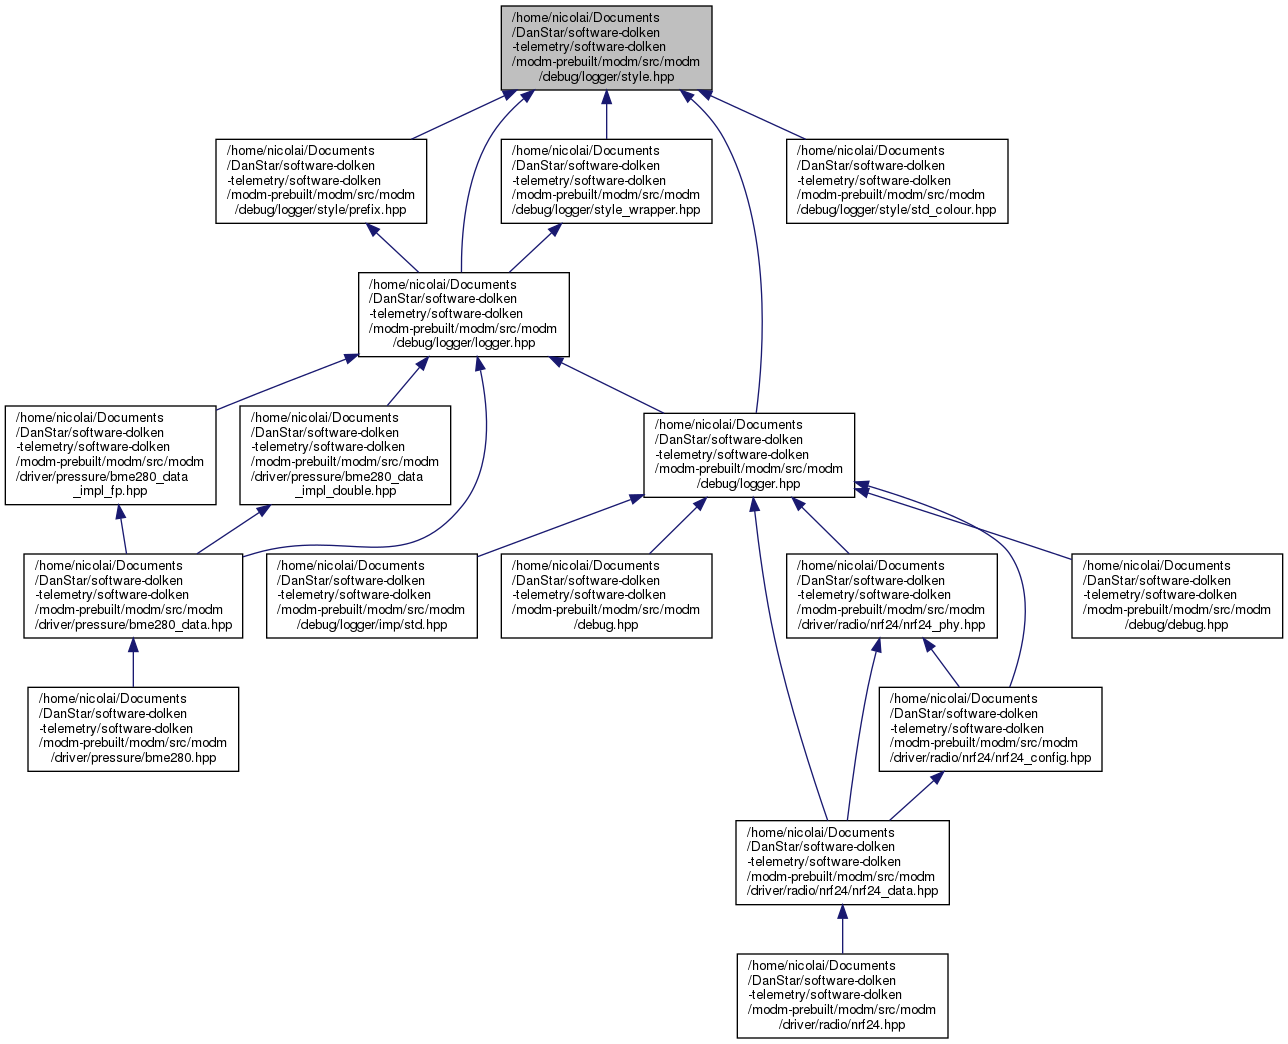 /home/nicolai/Documents
/DanStar/software-dolken
-telemetry/software-dolken
/modm-prebuilt/modm/src/modm
/debug/logger/style.hpp
/home/nicolai/Documents
/DanStar/software-dolken
-telemetry/software-dolken
/modm-prebuilt/modm/src/modm
/debug/logger/style/prefix.hpp
/home/nicolai/Documents
/DanStar/software-dolken
-telemetry/software-dolken
/modm-prebuilt/modm/src/modm
/debug/logger/style_wrapper.hpp
/home/nicolai/Documents
/DanStar/software-dolken
-telemetry/software-dolken
/modm-prebuilt/modm/src/modm
/debug/logger/style/std_colour.hpp
/home/nicolai/Documents
/DanStar/software-dolken
-telemetry/software-dolken
/modm-prebuilt/modm/src/modm
/debug/logger/logger.hpp
/home/nicolai/Documents
/DanStar/software-dolken
-telemetry/software-dolken
/modm-prebuilt/modm/src/modm
/driver/pressure/bme280_data
_impl_fp.hpp
/home/nicolai/Documents
/DanStar/software-dolken
-telemetry/software-dolken
/modm-prebuilt/modm/src/modm
/driver/pressure/bme280_data
_impl_double.hpp
/home/nicolai/Documents
/DanStar/software-dolken
-telemetry/software-dolken
/modm-prebuilt/modm/src/modm
/debug/logger.hpp
/home/nicolai/Documents
/DanStar/software-dolken
-telemetry/software-dolken
/modm-prebuilt/modm/src/modm
/driver/pressure/bme280_data.hpp
/home/nicolai/Documents
/DanStar/software-dolken
-telemetry/software-dolken
/modm-prebuilt/modm/src/modm
/debug/logger/imp/std.hpp
/home/nicolai/Documents
/DanStar/software-dolken
-telemetry/software-dolken
/modm-prebuilt/modm/src/modm
/debug.hpp
/home/nicolai/Documents
/DanStar/software-dolken
-telemetry/software-dolken
/modm-prebuilt/modm/src/modm
/driver/radio/nrf24/nrf24_phy.hpp
/home/nicolai/Documents
/DanStar/software-dolken
-telemetry/software-dolken
/modm-prebuilt/modm/src/modm
/debug/debug.hpp
/home/nicolai/Documents
/DanStar/software-dolken
-telemetry/software-dolken
/modm-prebuilt/modm/src/modm
/driver/pressure/bme280.hpp
/home/nicolai/Documents
/DanStar/software-dolken
-telemetry/software-dolken
/modm-prebuilt/modm/src/modm
/driver/radio/nrf24/nrf24_config.hpp
/home/nicolai/Documents
/DanStar/software-dolken
-telemetry/software-dolken
/modm-prebuilt/modm/src/modm
/driver/radio/nrf24/nrf24_data.hpp
/home/nicolai/Documents
/DanStar/software-dolken
-telemetry/software-dolken
/modm-prebuilt/modm/src/modm
/driver/radio/nrf24.hpp